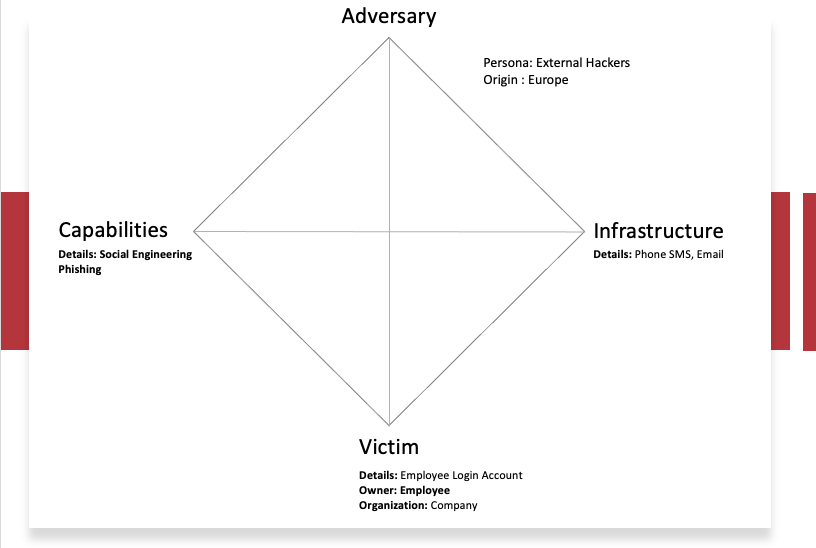 Adversary
Persona: External Hackers
Origin : Europe
Capabilities
Details: Social Engineering
Phishing
Infrastructure
Details: Phone SMS, Email
Victim
Details: Employee Login Account
Owner: Employee
Organization: Company